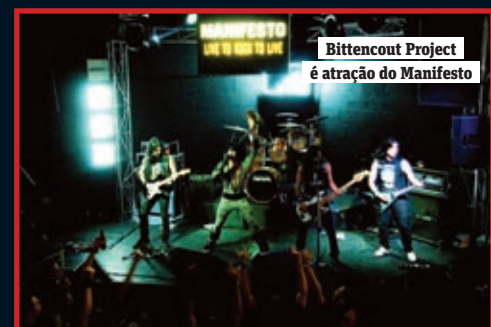 MANIFESTO
LIVE TO ROCK TO LIVE
Bittencout Project
é atração do Manifesto